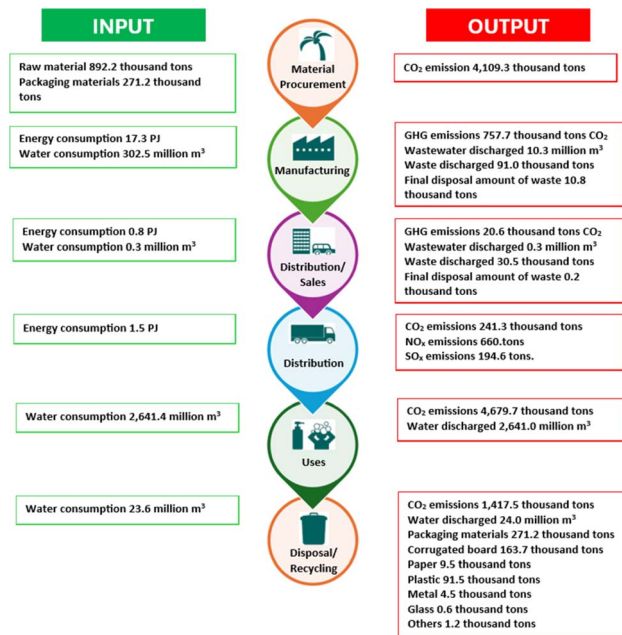 INPUT
OUTPUT
Raw material 892.2 thousand tons
Packaging materials 271.2 thousand
tons
Material
Procurement
CO₂ emission 4,109.3 thousand tons
Energy consumption 17.3 PJ
Water consumption 302.5 million m³
Manufacturing
GHG emissions 757.7 thousand tons CO₂
Wastewater discharged 10.3 million m³
Waste discharged 91.0 thousand tons
Final disposal amount of waste 10.8
thousand tons
Energy consumption 0.8 PJ
Water consumption 0.3 million m³
Distribution/
Sales
GHG emissions 20.6 thousand tons CO₂
Wastewater discharged 0.3 million m³
Waste discharged 30.5 thousand tons
Final disposal amount of waste 0.2
thousand tons
Energy consumption 1.5 PJ
Distribution
CO₂ emissions 241.3 thousand tons
NOₓ emissions 660.tons
SOₓ emissions 194.6 tons.
Water consumption 2,641.4 million m³
Uses
CO₂ emissions 4,679.7 thousand tons
Water discharged 2,641.0 million m³
Water consumption 23.6 million m³
Disposal/
Recycling
CO₂ emissions 1,417.5 thousand tons
Water discharged 24.0 million m³
Packaging materials 271.2 thousand tons
Corrugated board 163.7 thousand tons
Paper 9.5 thousand tons
Plastic 91.5 thousand tons
Metal 4.5 thousand tons
Glass 0.6 thousand tons
Others 1.2 thousand tons